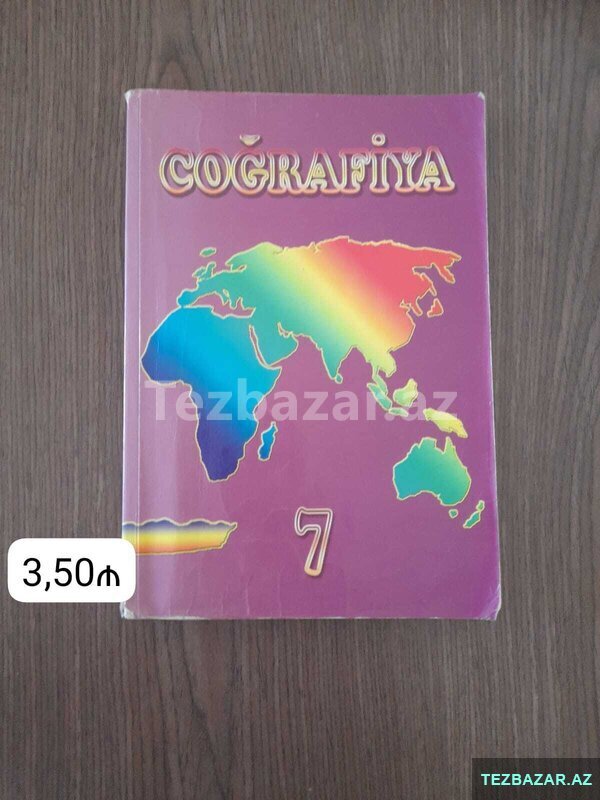 COĞRAFİYA
Tezbazar.az
7
3,50₼
TEZBAZAR.AZ